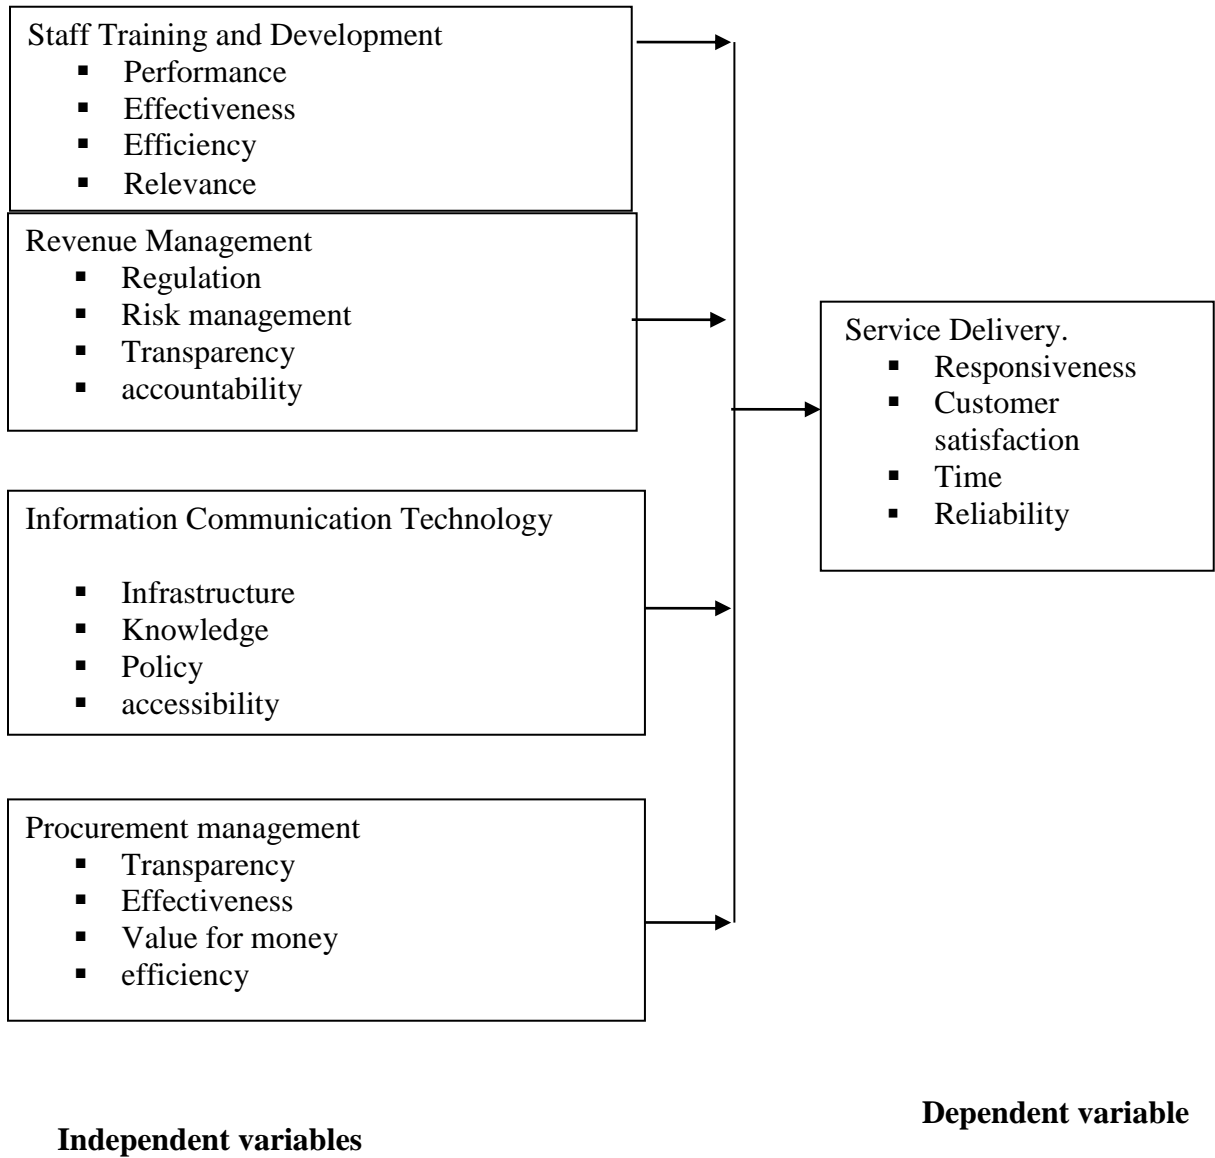 Staff Training and Development
▪ Performance
▪ Effectiveness
▪ Efficiency
▪ Relevance
Revenue Management
▪ Regulation
▪ Risk management
▪ Transparency
▪ accountability
Information Communication Technology
▪ Infrastructure
▪ Knowledge
▪ Policy
▪ accessibility
Procurement management
▪ Transparency
▪ Effectiveness
▪ Value for money
▪ efficiency
Service Delivery.
▪ Responsiveness
▪ Customer
satisfaction
▪ Time
▪ Reliability
Independent variables
Dependent variable